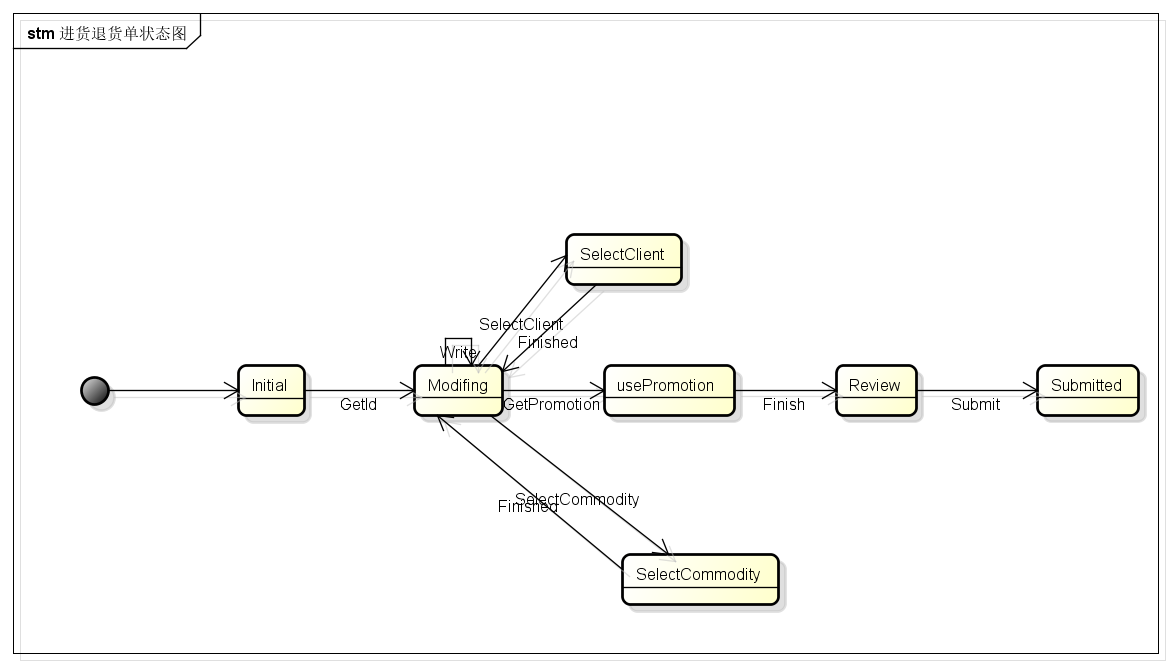 stm 进货退货单状态图
SelectClient
SelectClient
Finished
Write
Initial
GetId
Modifing
GetPromotion
usePromotion
Finish
Review
Submit
Submitted
SelectCommodity
Finished
SelectCommodity